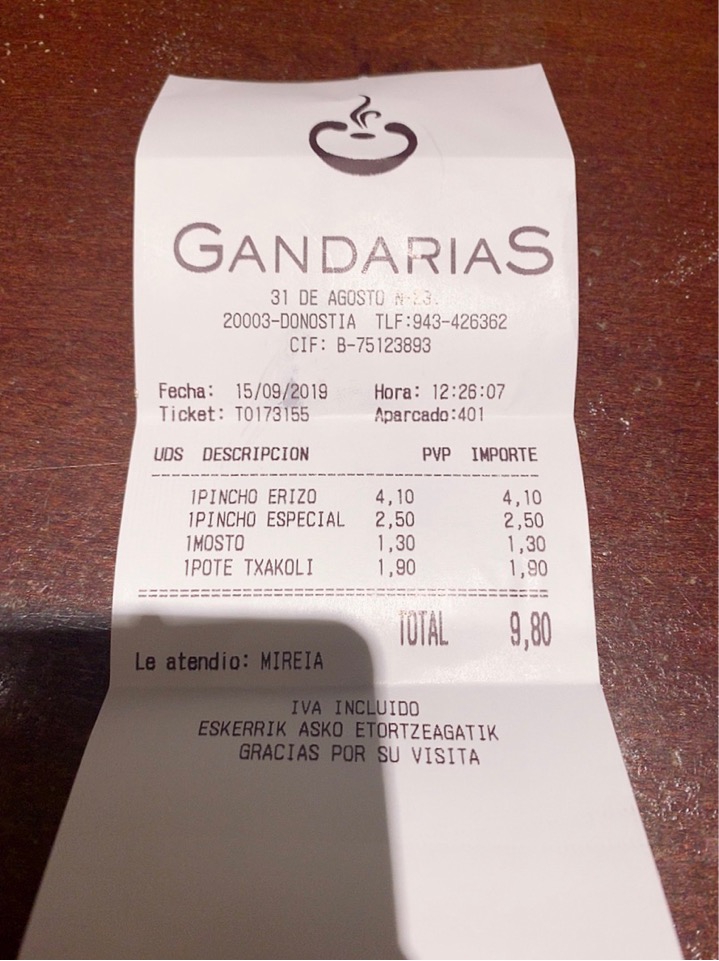 GANDARIAS
31 DE AGOSTO
20003-DONOSTIA TLF:943-426362
CIF: B-75123893
Fecha: 15/09/2019 Hora: 12:26:07
Ticket: T0173155 Aparcado:401
UDS DESCRIPCION PVP IMPORTE
1PINCHO ERIZO 4,10 4,10
1PINCHO ESPECIAL 2,50 2,50
1MOSTO 1,30 1,30
1POTE TXAKOLI 1,90 1,90
TOTAL 9,80
Le atendio: MIREIA
IVA INCLUIDO
ESKERRIK ASKO ETORTZEAGATIK
GRACIAS POR SU VISITA